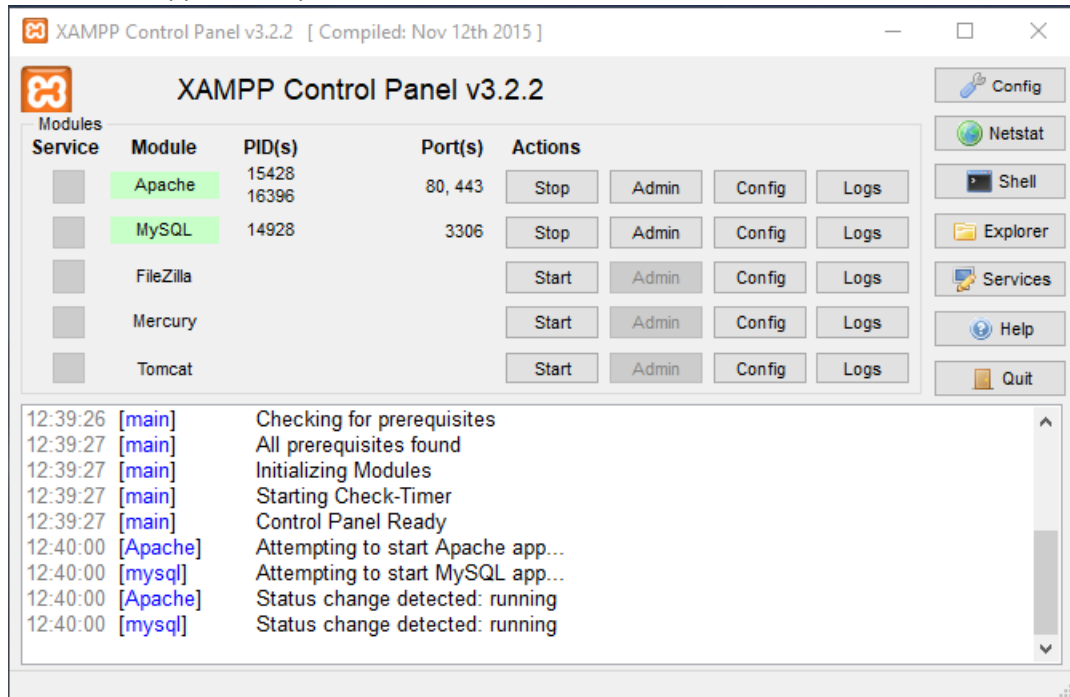 XAMPP Control Panel v3.2.2 [ Compiled: Nov 12th 2015 ]
XAMPP Control Panel v3.2.2
Modules
Service Module PID(s) Port(s) Actions
Apache 15428 16396 80, 443 Stop Admin Config Logs
MySQL 14928 3306 Stop Admin Config Logs
FileZilla Start Admin Config Logs
Mercury Start Admin Config Logs
Tomcat Start Admin Config Logs
Config
Netstat
Shell
Explorer
Services
Help
Quit
12:39:26 [main] Checking for prerequisites
12:39:27 [main] All prerequisites found
12:39:27 [main] Initializing Modules
12:39:27 [main] Starting Check-Timer
12:39:27 [main] Control Panel Ready
12:40:00 [Apache] Attempting to start Apache app...
12:40:00 [mysql] Attempting to start MySQL app...
12:40:00 [Apache] Status change detected: running
12:40:00 [mysql] Status change detected: running